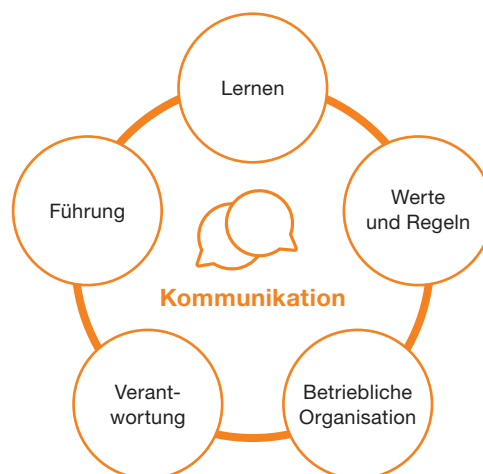 Lernen
Führung
Werte
und Regeln
Kommunikation
Verant-
wortung
Betriebliche
Organisation